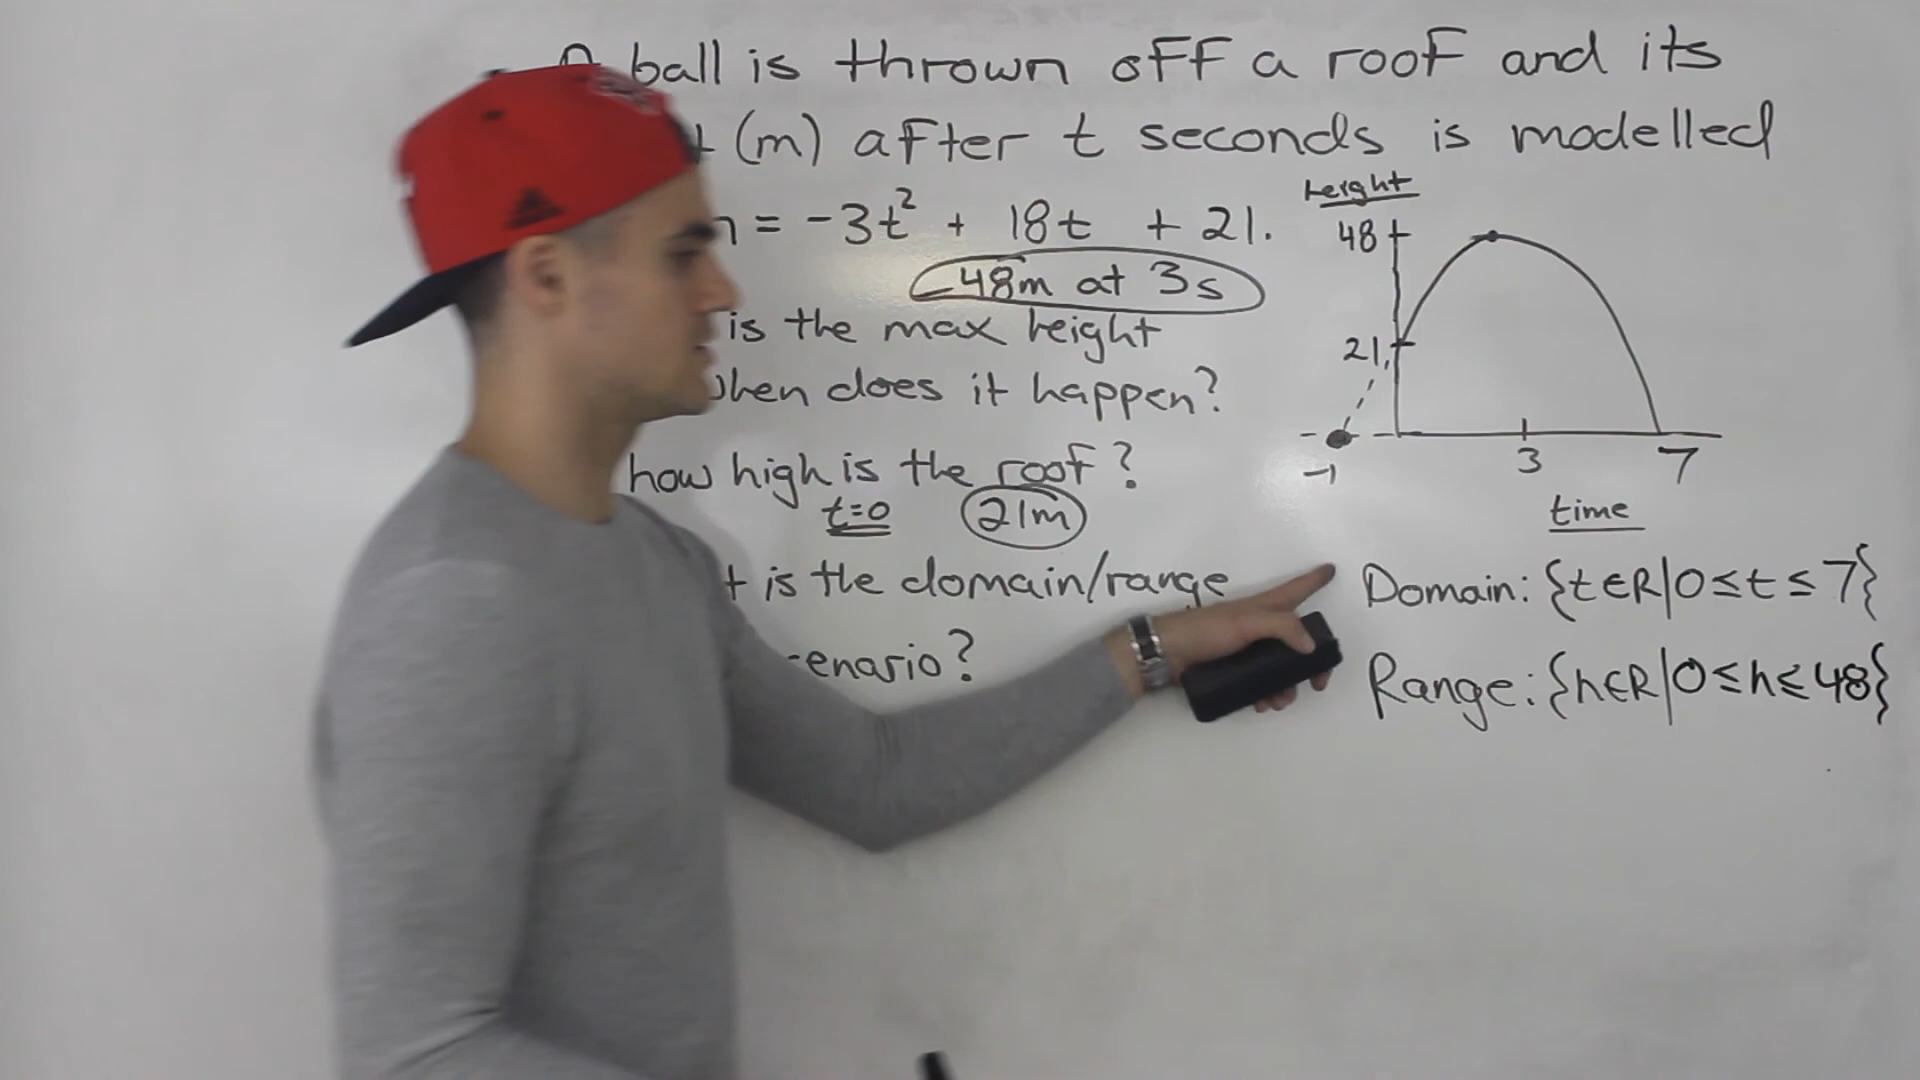 ball is thrown off a roof and its
(m) after t seconds is modelled
= -3t² + 18t + 21.
48m at 3s
is the max height
when does it happen?
how high is the roof?
t=0 21m
is the domain/range
scenario?
height
48
21
-1 3 7
time
Domain: {t∈R|0≤t≤7}
Range: {h∈R|0≤h≤48}